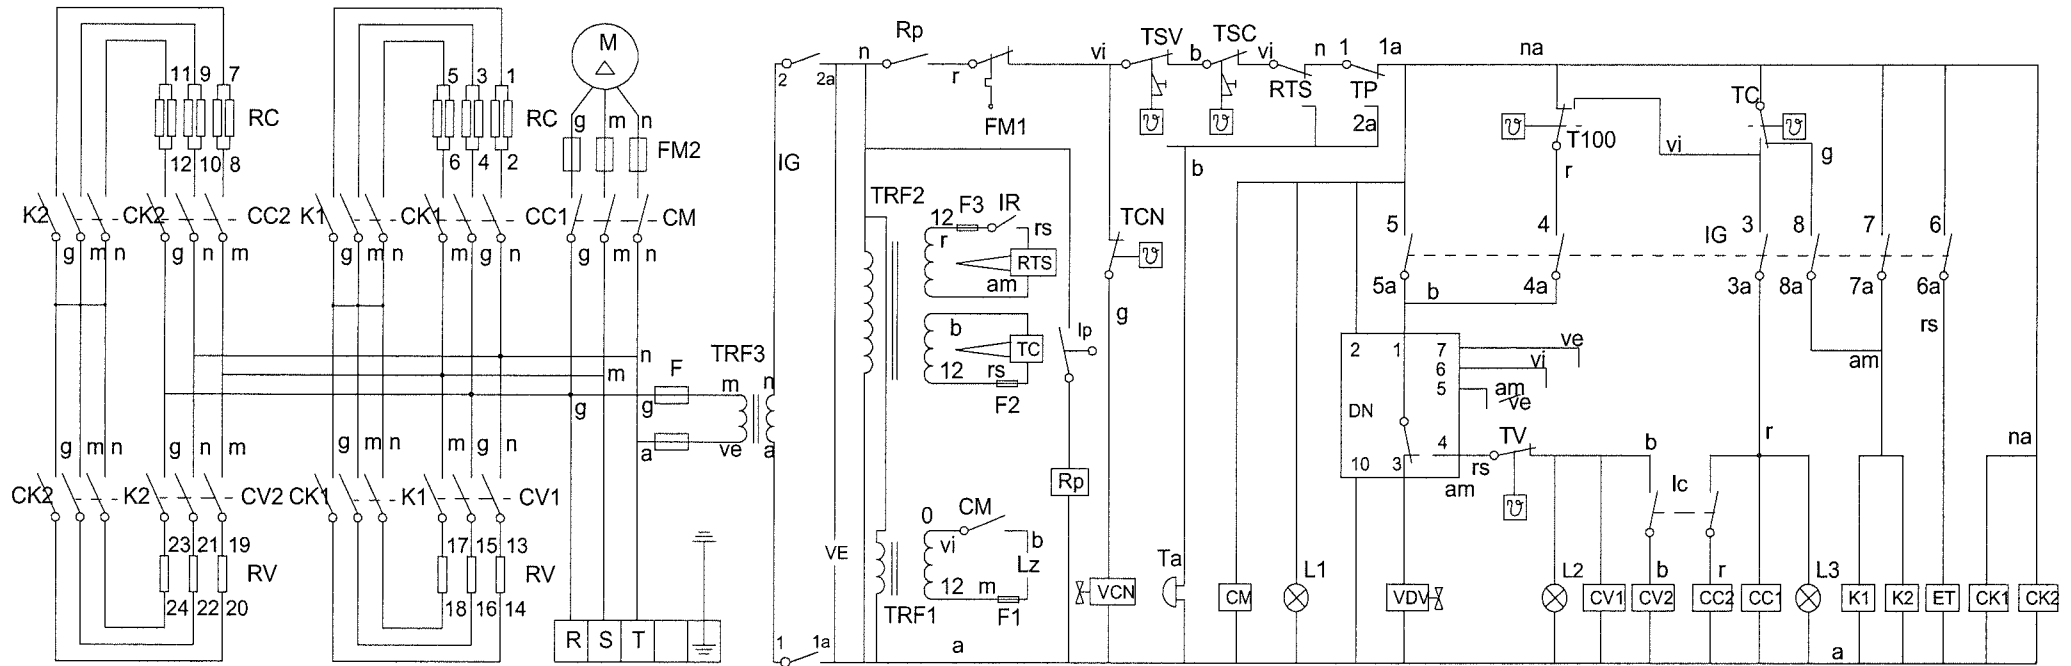 M
11 9 7
5 3 1
RC
RC
g m n
FM2
12 10 8
6 4 2
K2
CK2
CC2
K1
CK1
CC1
CM
g m n
g n m
g m n
m g n
g m n
n
m
g
g m n
g n m
g m n
m g n
CK2
K2
CV2
CK1
K1
CV1
23 21 19
17 15 13
RV
RV
24 22 20
18 16 14
R S T
F
TRF3
g
m
n
a
ve
a
IG
2
2a
n
Rp
r
FM1
vi
TSV
b
TSC
vi
RTS
n
1
TP
1a
2a
na
b
TRF2
12
F3
IR
r
rs
RTS
am
b
TC
12
rs
F2
Ip
Rp
TCN
ϑ
ϑ
ϑ
g
VE
0
CM
vi
b
Lz
12
m
F1
TRF1
1
1a
a
VCN
Ta
CM
L1
VDV
ϑ
T100
vi
r
TC
ϑ
g
5
4
IG
3
8
7
6
5a
b
4a
3a
8a
7a
6a
rs
am
2
1
7
6
5
ve
vi
am
ve
DN
10
3
4
rs
am
TV
ϑ
b
Ic
r
na
b
r
L2
CV1
CV2
CC2
CC1
L3
K1
K2
ET
CK1
CK2
a